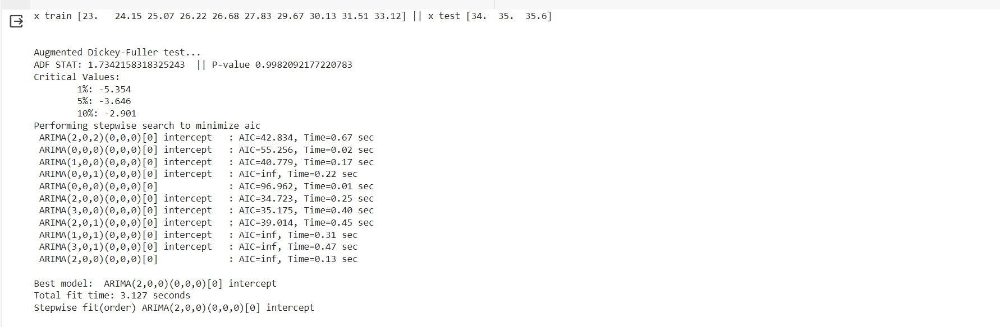 x train [23.   24.15 25.07 26.22 26.68 27.83 29.67 30.13 31.51 33.12] || x test [34.  35.  35.6]
Augmented Dickey-Fuller test...
ADF STAT: 1.7342158318325243  || P-value 0.9982092177220783
Critical Values:
1%: -5.354
5%: -3.646
10%: -2.901
Performing stepwise search to minimize aic
ARIMA(2,0,2)(0,0,0)[0] intercept   : AIC=42.834, Time=0.67 sec
ARIMA(0,0,0)(0,0,0)[0] intercept   : AIC=55.256, Time=0.02 sec
ARIMA(1,0,0)(0,0,0)[0] intercept   : AIC=40.779, Time=0.17 sec
ARIMA(0,0,1)(0,0,0)[0] intercept   : AIC=inf, Time=0.22 sec
ARIMA(0,0,0)(0,0,0)[0]             : AIC=96.962, Time=0.01 sec
ARIMA(2,0,0)(0,0,0)[0] intercept   : AIC=34.723, Time=0.25 sec
ARIMA(3,0,0)(0,0,0)[0] intercept   : AIC=35.175, Time=0.40 sec
ARIMA(2,0,1)(0,0,0)[0] intercept   : AIC=39.014, Time=0.45 sec
ARIMA(1,0,1)(0,0,0)[0] intercept   : AIC=inf, Time=0.31 sec
ARIMA(3,0,1)(0,0,0)[0] intercept   : AIC=inf, Time=0.47 sec
ARIMA(2,0,0)(0,0,0)[0]             : AIC=inf, Time=0.13 sec
Best model:  ARIMA(2,0,0)(0,0,0)[0] intercept
Total fit time: 3.127 seconds
Stepwise fit(order) ARIMA(2,0,0)(0,0,0)[0] intercept